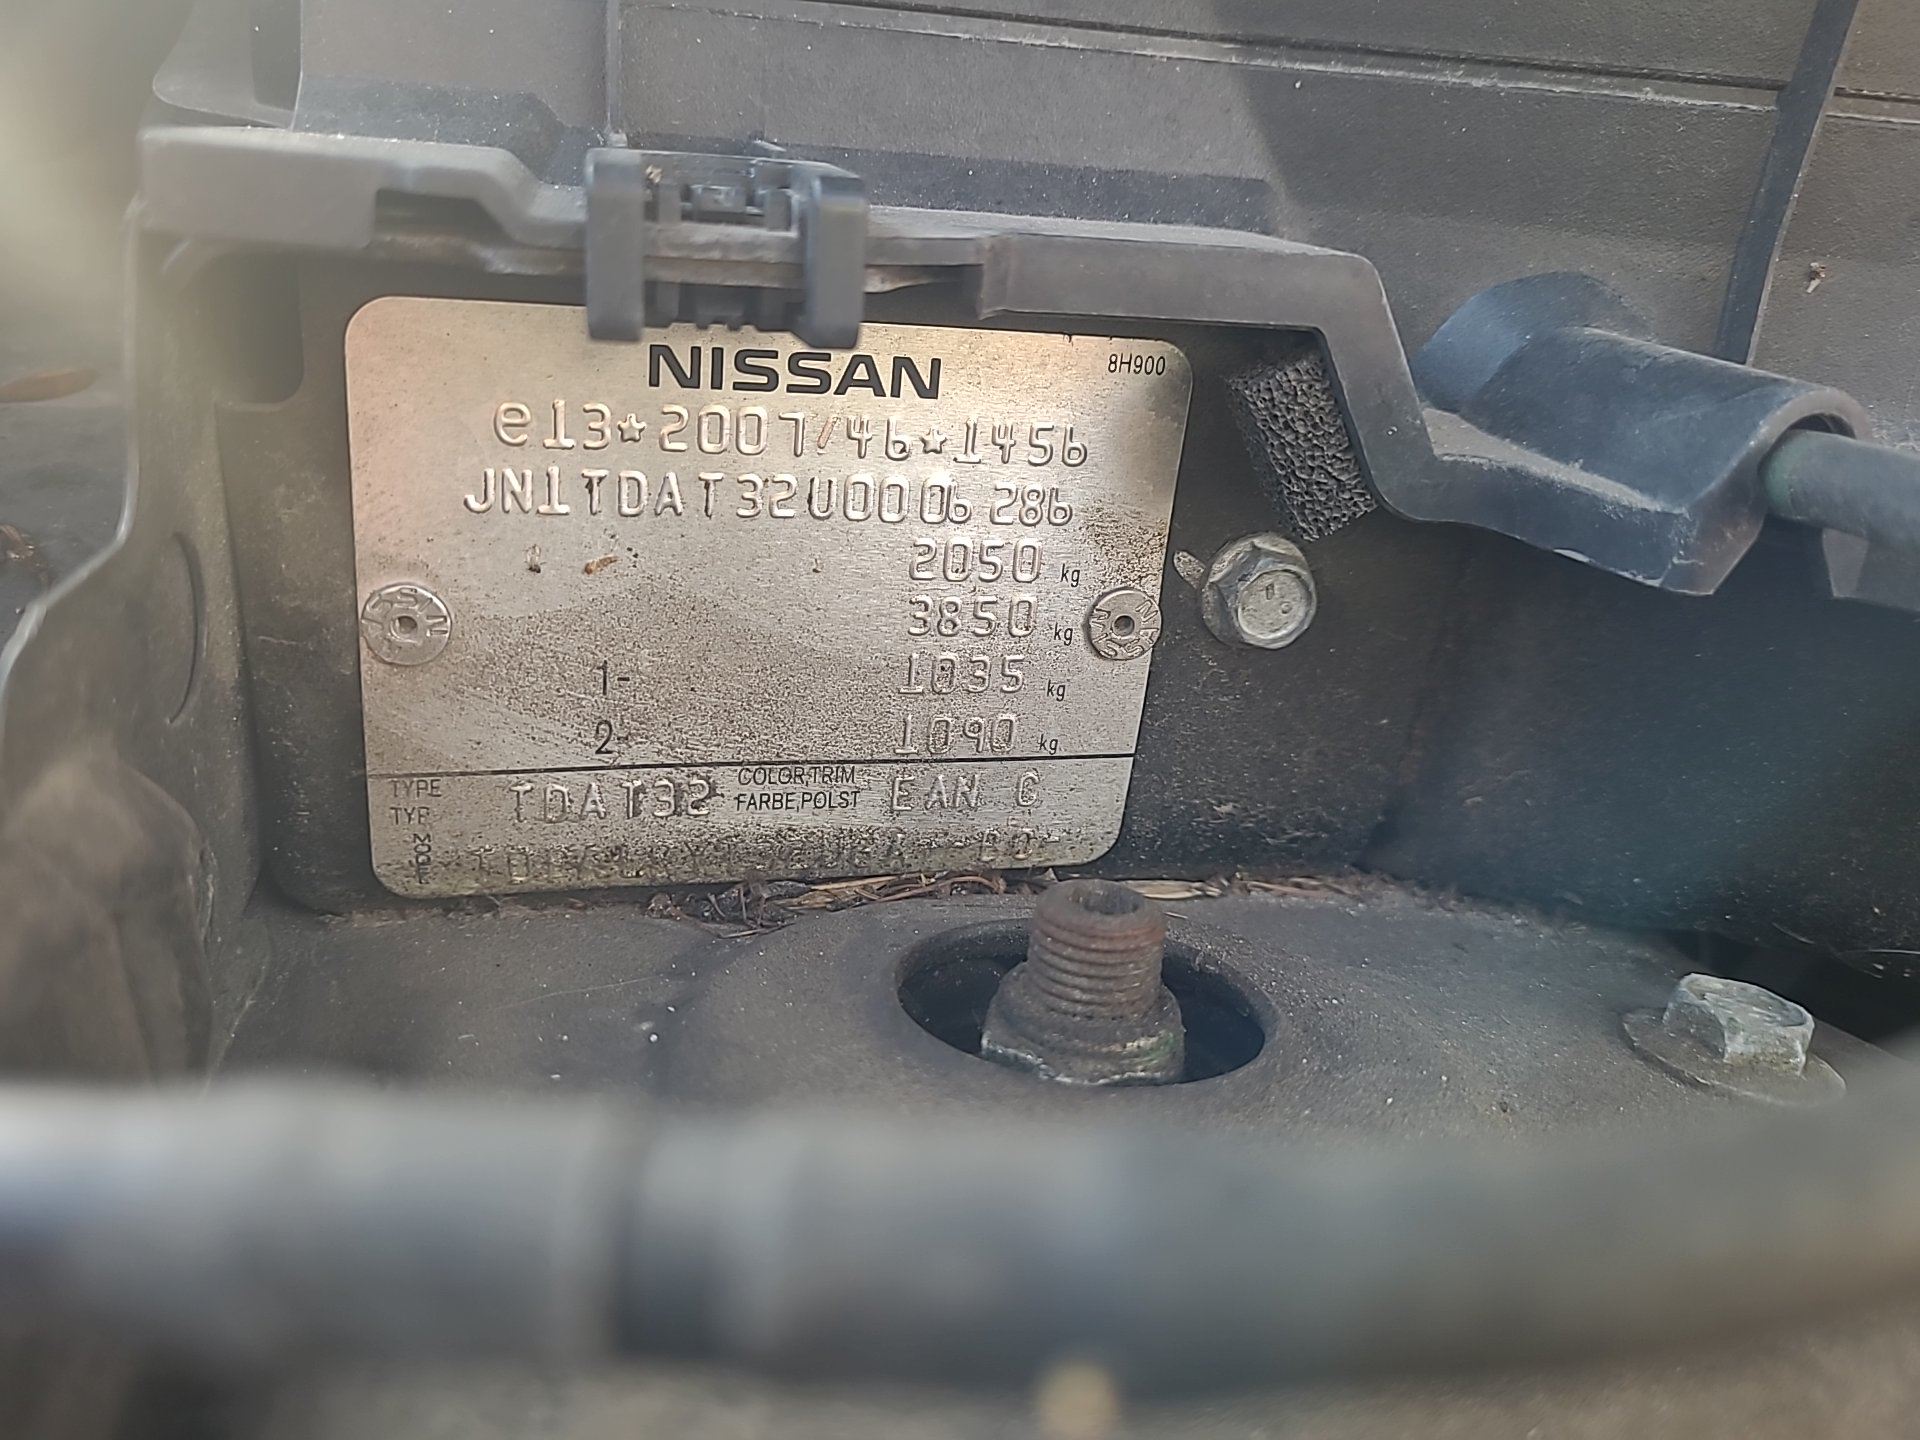 NISSAN 8H900
e13*2007/46*1456
JN1TDAT32U0006286
2050 kg
3850 kg
1- 1035 kg
2- 1090 kg
TYPE TYP TDAT32 COLOR,TRIM FARBE,POLST EAN C